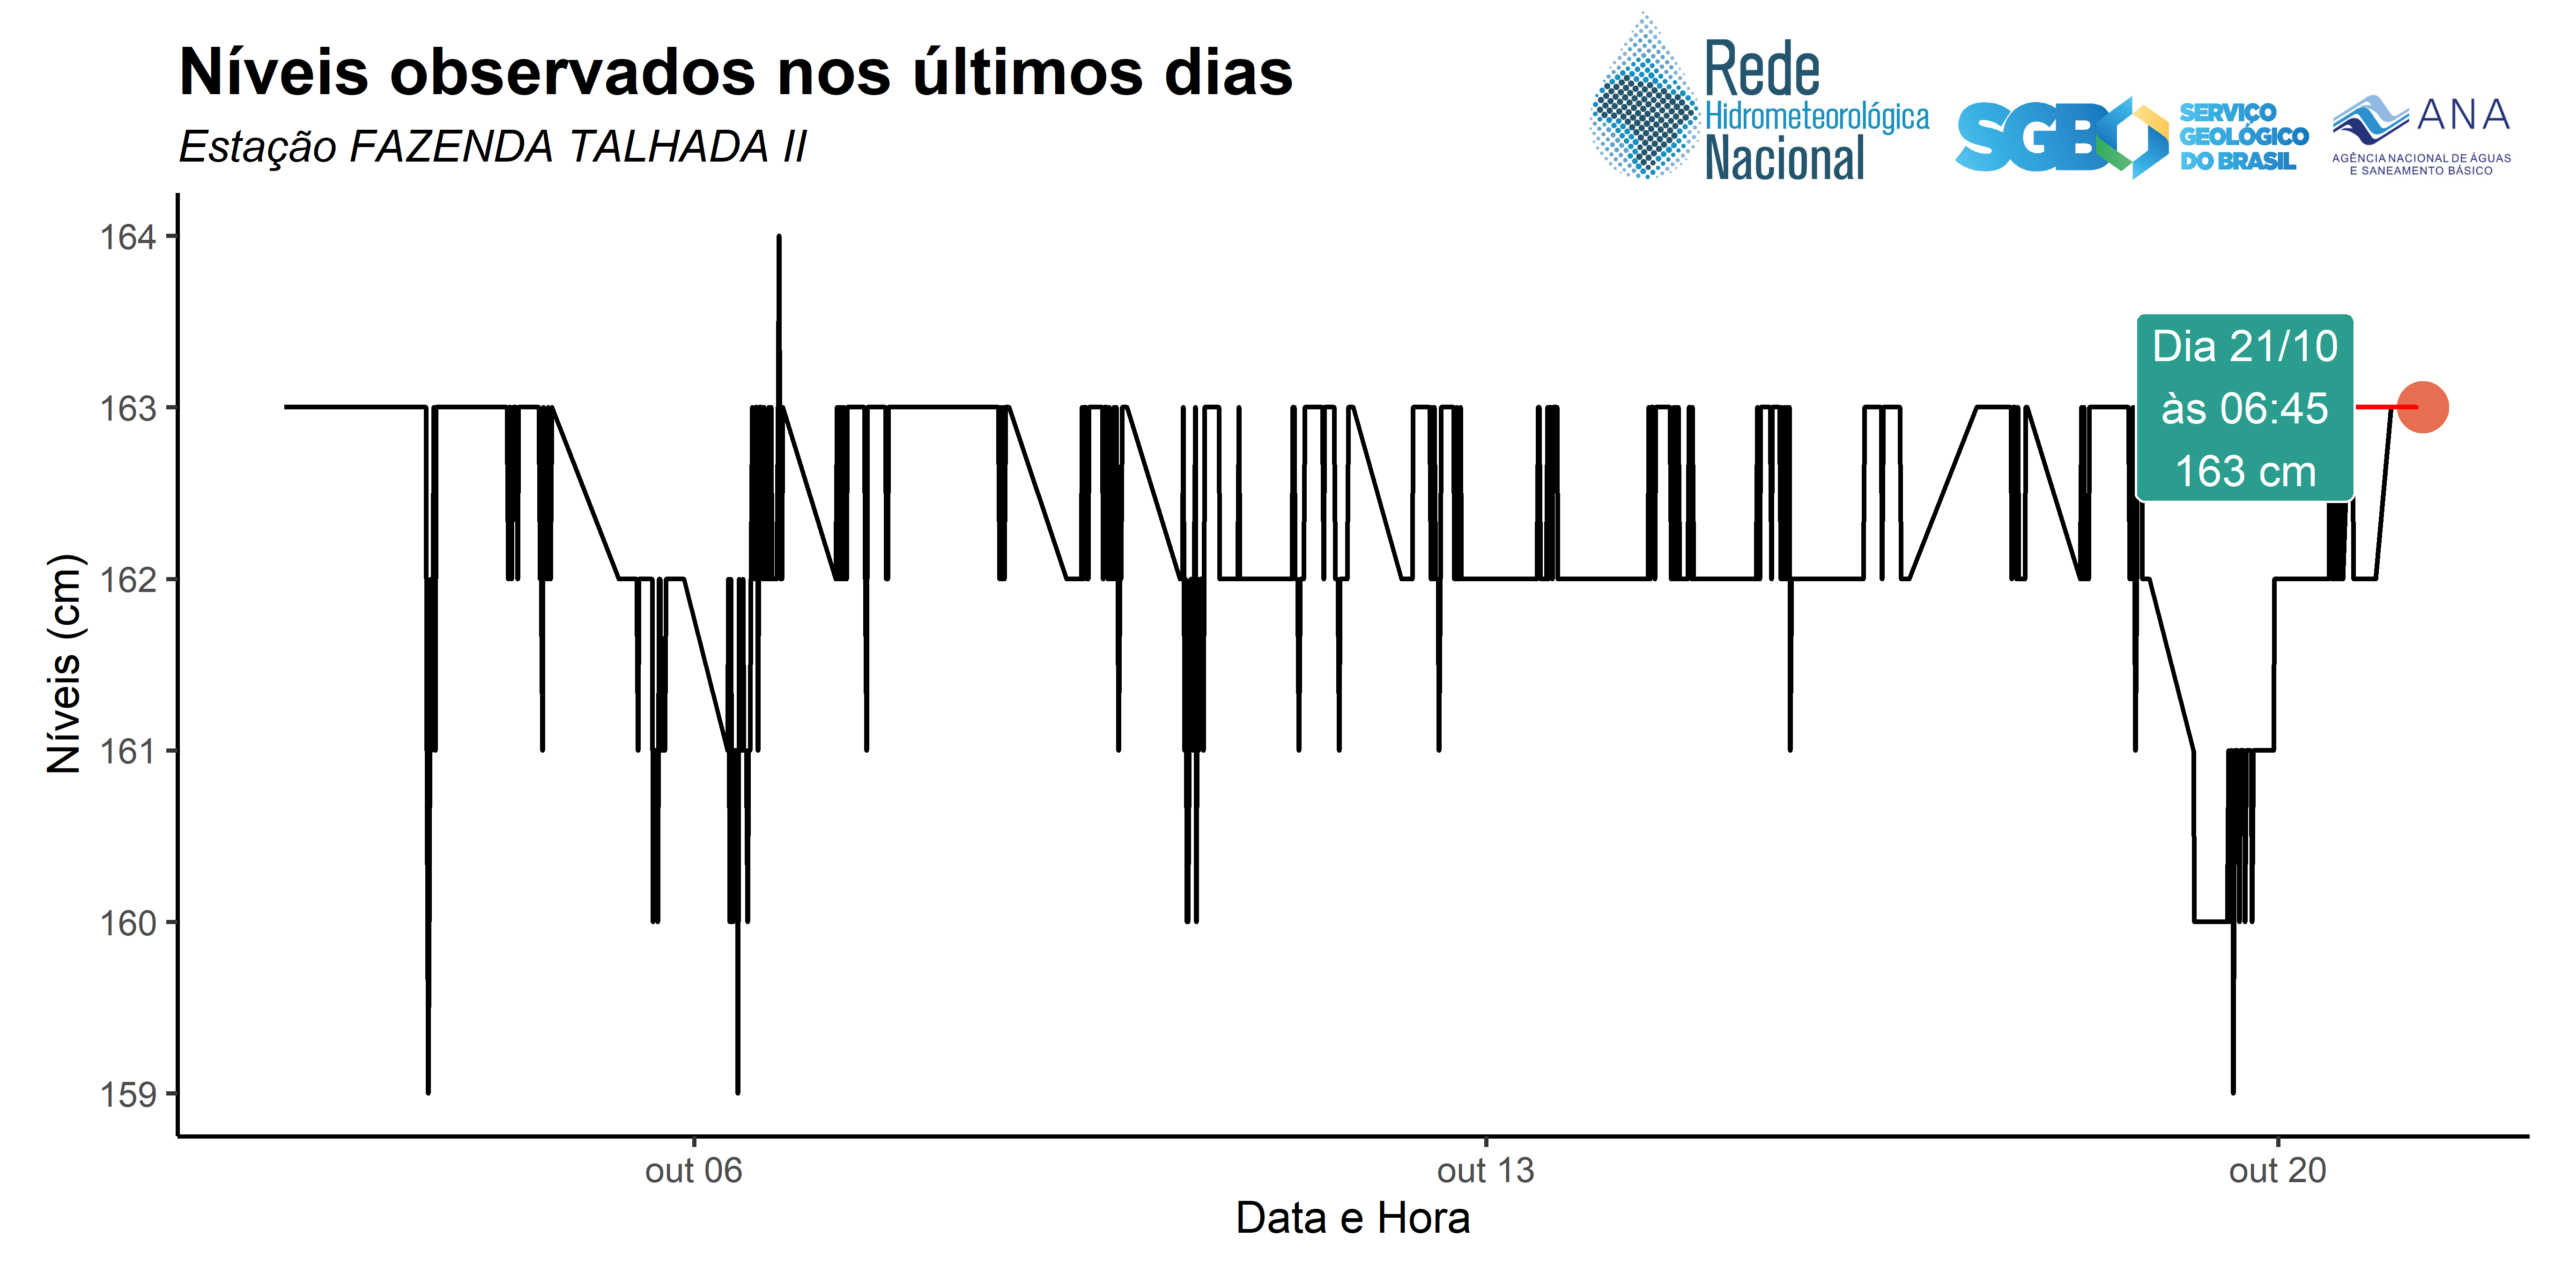 Níveis observados nos últimos dias
Estação FAZENDA TALHADA II
Rede
Hidrometeorológica
Nacional
SGB
SERVIÇO
GEOLÓGICO
DO BRASIL
ANA
AGÊNCIA NACIONAL DE ÁGUAS
E SANEAMENTO BÁSICO
164
163
162
161
160
159
Níveis (cm)
Dia 21/10
às 06:45
163 cm
out 06
out 13
out 20
Data e Hora